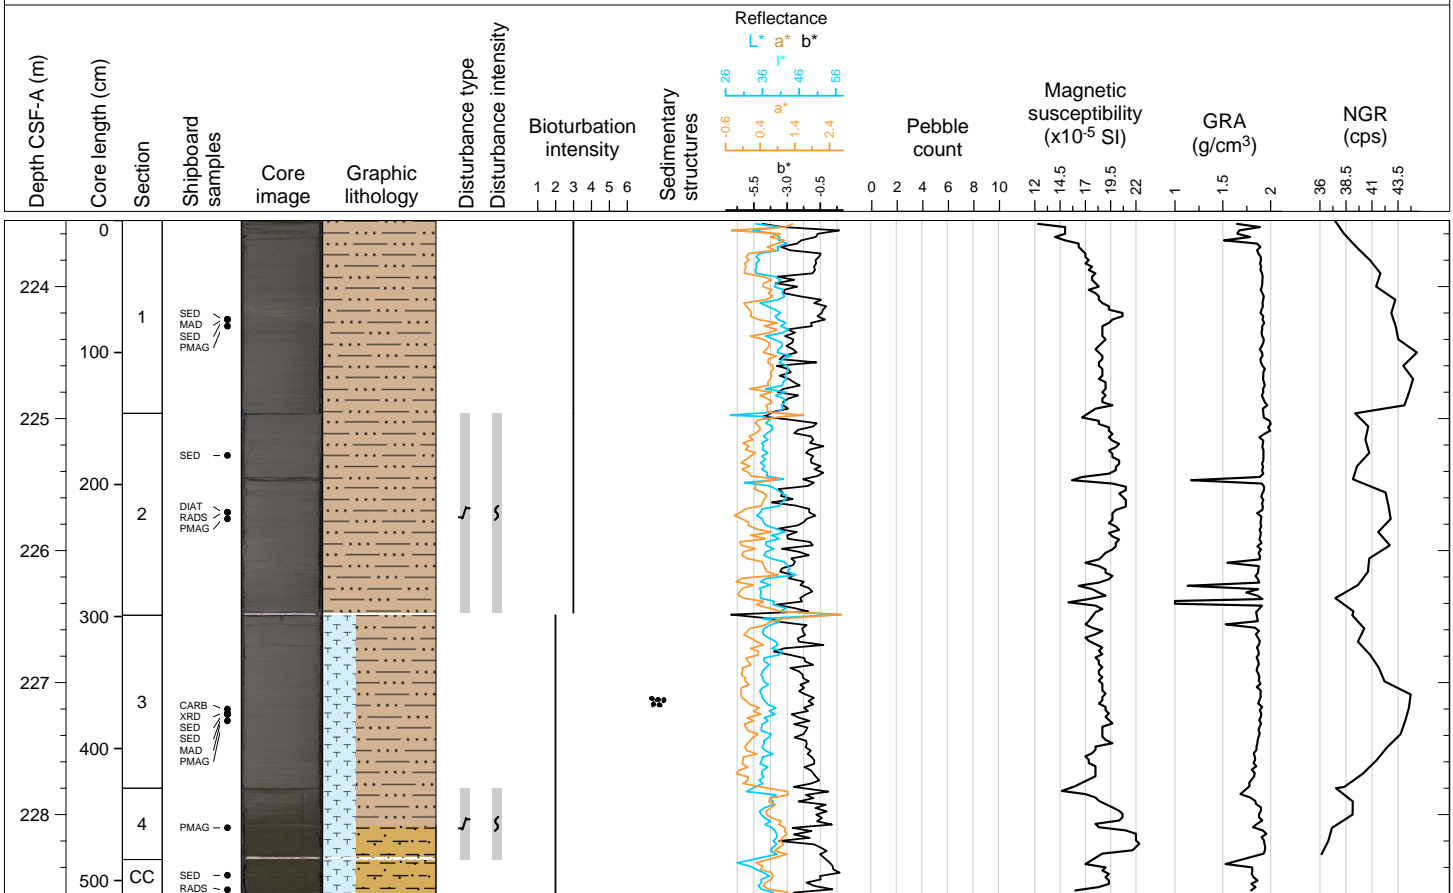 Reflectance
L* a* b*
l*
26 36 46 56
a*
-0.6 0.4 1.4 2.4
b*
-5.5 -3.0 -0.5
Depth CSF-A (m)
Core length (cm)
Section
Shipboard samples
Core image
Graphic lithology
Disturbance type
Disturbance intensity
Bioturbation intensity
1 2 3 4 5 6
Sedimentary structures
Pebble count
0 2 4 6 8 10
Magnetic susceptibility (x10-5 SI)
12 14.5 17 19.5 22
GRA (g/cm3)
1 1.5 2
NGR (cps)
36 38.5 41 43.5
0
224
1
SED
MAD
SED
PMAG
100
225
SED
200
2
DIAT
RADS
PMAG
226
300
227
3
CARB
XRD
SED
SED
MAD
PMAG
400
228
4
PMAG
500
CC
SED
RADS